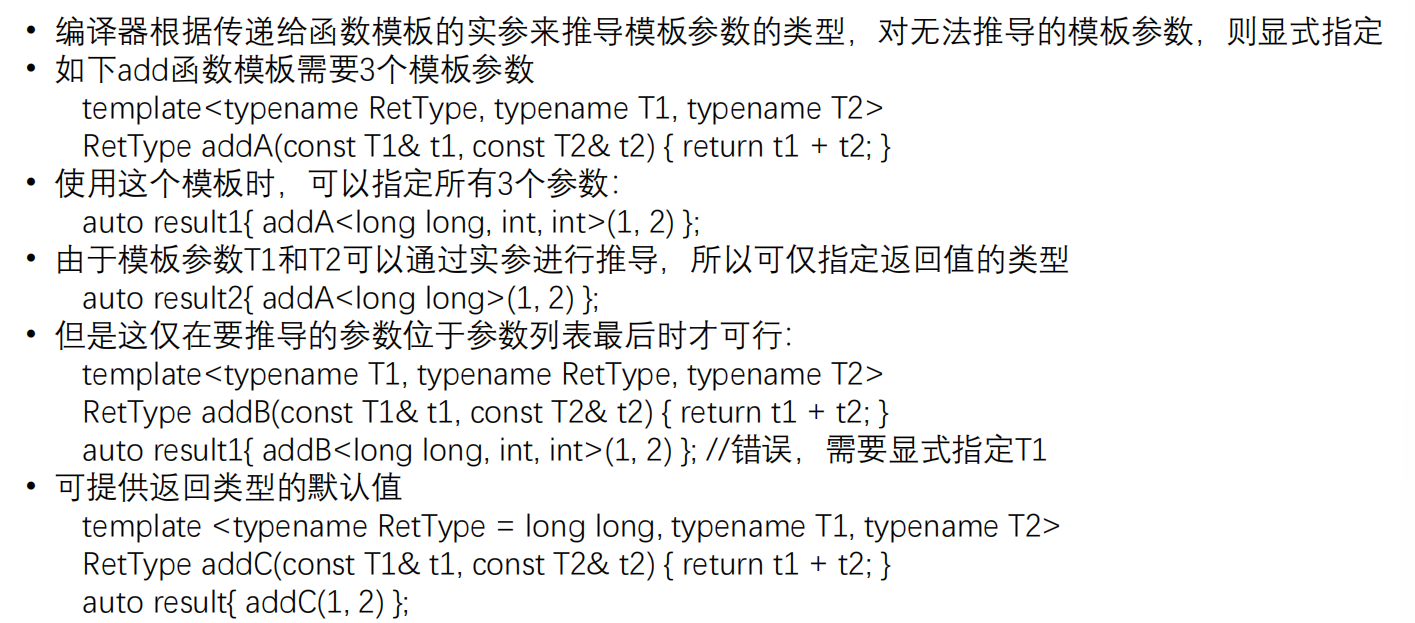 • 编译器根据传递给函数模板的实参来推导模板参数的类型，对无法推导的模板参数，则显式指定
• 如下add函数模板需要3个模板参数
template<typename RetType, typename T1, typename T2>
RetType addA(const T1& t1, const T2& t2) { return t1 + t2; }
• 使用这个模板时，可以指定所有3个参数：
auto result1{ addA<long long, int, int>(1, 2) };
• 由于模板参数T1和T2可以通过实参进行推导，所以可仅指定返回值的类型
auto result2{ addA<long long>(1, 2) };
• 但是这仅在要推导的参数位于参数列表最后时才可行：
template<typename T1, typename RetType, typename T2>
RetType addB(const T1& t1, const T2& t2) { return t1 + t2; }
auto result1{ addB<long long, int, int>(1, 2) }; //错误，需要显式指定T1
• 可提供返回类型的默认值
template <typename RetType = long long, typename T1, typename T2>
RetType addC(const T1& t1, const T2& t2) { return t1 + t2; }
auto result{ addC(1, 2) };